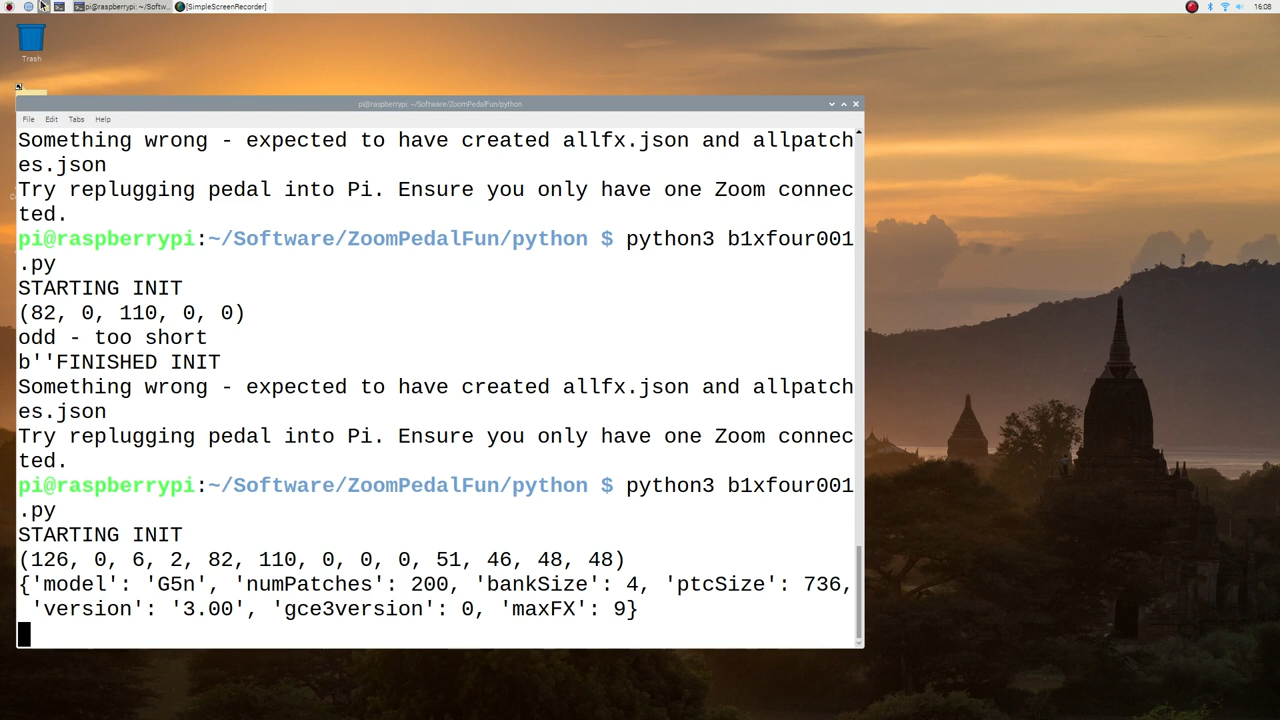 pi@raspberrypi: ~/Softw...
[SimpleScreenRecorder]
16:08
Trash
pi@raspberrypi: ~/Software/ZoomPedalFun/python
File Edit Tabs Help
Something wrong - expected to have created allfx.json and allpatch
es.json
Try replugging pedal into Pi. Ensure you only have one Zoom connec
ted.
pi@raspberrypi:~/Software/ZoomPedalFun/python $ python3 b1xfour001
.py
STARTING INIT
(82, 0, 110, 0, 0)
odd - too short
b''FINISHED INIT
Something wrong - expected to have created allfx.json and allpatch
es.json
Try replugging pedal into Pi. Ensure you only have one Zoom connec
ted.
pi@raspberrypi:~/Software/ZoomPedalFun/python $ python3 b1xfour001
.py
STARTING INIT
(126, 0, 6, 2, 82, 110, 0, 0, 0, 51, 46, 48, 48)
{'model': 'G5n', 'numPatches': 200, 'bankSize': 4, 'ptcSize': 736,
 'version': '3.00', 'gce3version': 0, 'maxFX': 9}